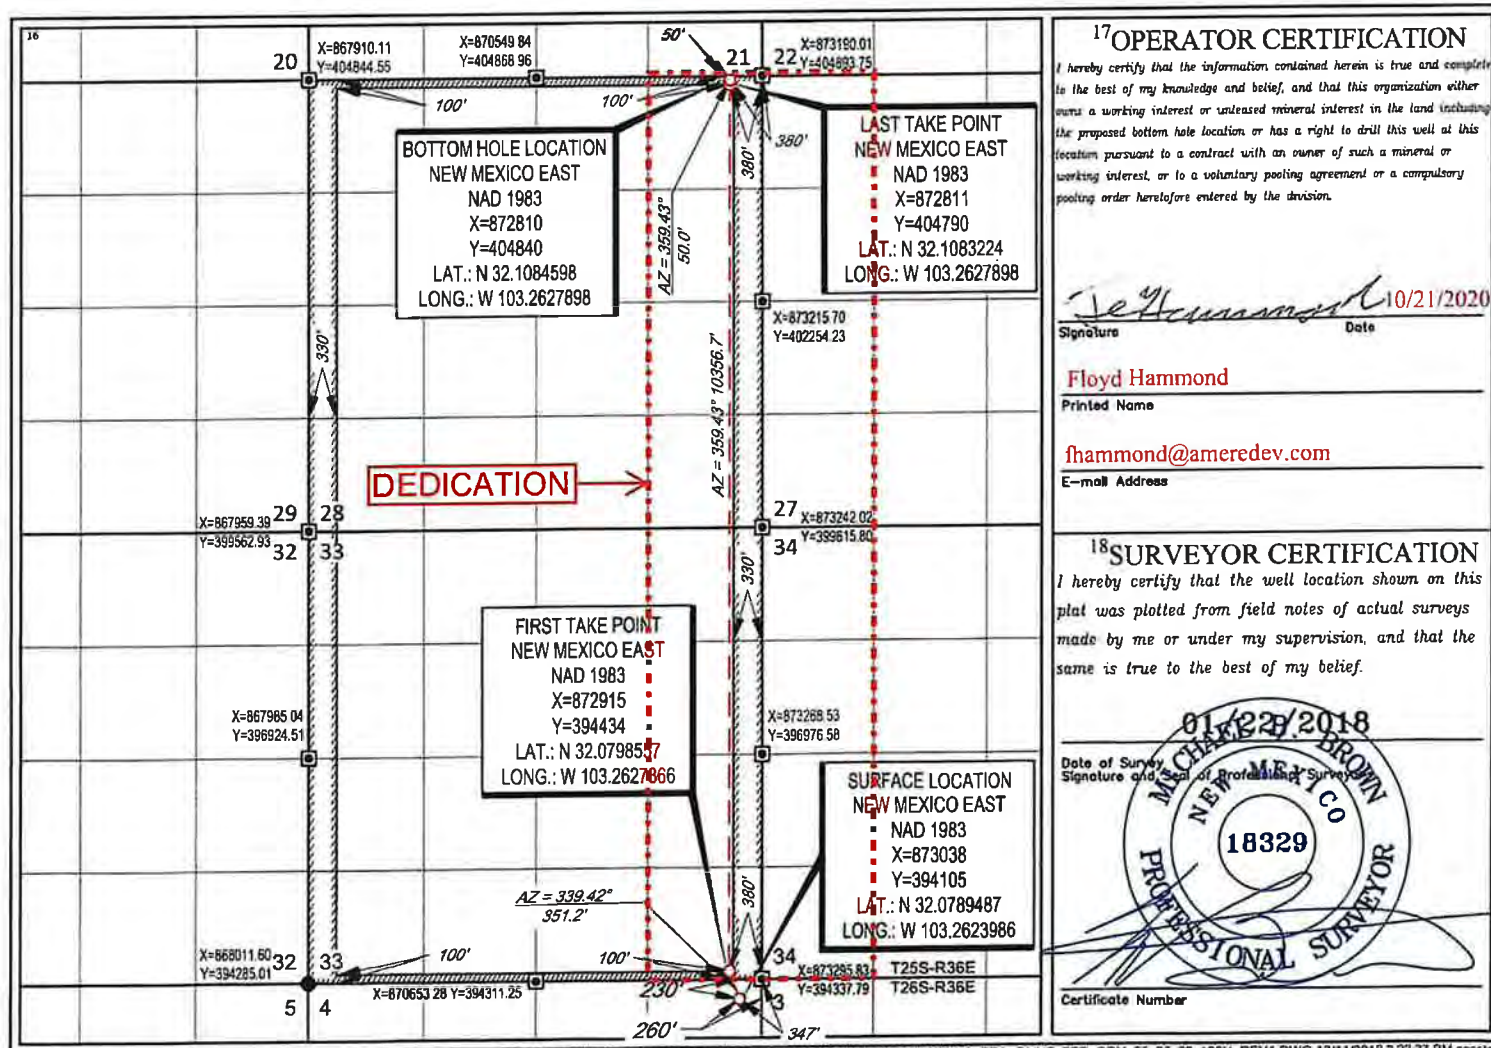 16
20
X=867910.11
Y=404844.55
X=870549.84
Y=404868.96
50'
21
22
X=873190.01
Y=404893.75
100'
100'
380'
380'
BOTTOM HOLE LOCATION
NEW MEXICO EAST
NAD 1983
X=872810
Y=404840
LAT.: N 32.1084598
LONG.: W 103.2627898
LAST TAKE POINT
NEW MEXICO EAST
NAD 1983
X=872811
Y=404790
LAT.: N 32.1083224
LONG.: W 103.2627898
AZ = 359.43°
50.0'
X=873215.70
Y=402254.23
330'
AZ = 359.43° 10356.7'
DEDICATION
X=867959.39
Y=399562.93
29
28
32
33
27
34
X=873242.02
Y=399615.80
330'
FIRST TAKE POINT
NEW MEXICO EAST
NAD 1983
X=872915
Y=394434
LAT.: N 32.0798557
LONG.: W 103.2627866
X=867985.04
Y=396924.51
X=873268.53
Y=396976.58
SURFACE LOCATION
NEW MEXICO EAST
NAD 1983
X=873038
Y=394105
LAT.: N 32.0789487
LONG.: W 103.2623986
AZ = 339.42°
351.2'
380'
X=868011.60
Y=394285.01
32
33
5
4
100'
100'
X=870653.28 Y=394311.25
230'
260'
34
3
347'
X=873295.83
Y=394337.79
T25S-R36E
T26S-R36E
17OPERATOR CERTIFICATION
I hereby certify that the information contained herein is true and complete
to the best of my knowledge and belief, and that this organization either
owns a working interest or unleased mineral interest in the land including
the proposed bottom hole location or has a right to drill this well at this
location pursuant to a contract with an owner of such a mineral or
working interest, or to a voluntary pooling agreement or a compulsory
pooling order heretofore entered by the division.
10/21/2020
Signature
Date
Floyd Hammond
Printed Name
fhammond@ameredev.com
E-mail Address
18SURVEYOR CERTIFICATION
I hereby certify that the well location shown on this
plat was plotted from field notes of actual surveys
made by me or under my supervision, and that the
same is true to the best of my belief.
01/22/2018
Date of Survey
Signature and Seal of Professional Surveyor
MICHAEL B. BROWN
NEW MEXICO
18329
PROFESSIONAL SURVEYOR
Certificate Number